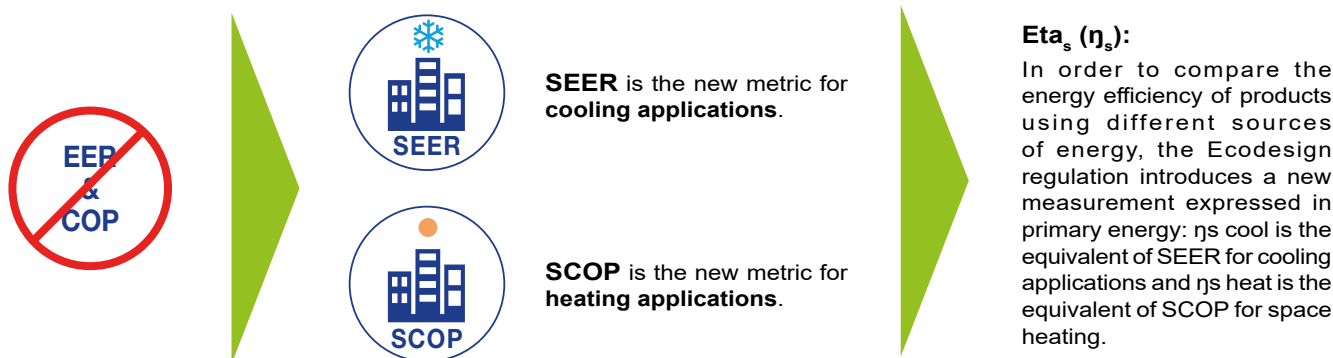 EER
&
COP
SEER
SEER is the new metric for
cooling applications.
SCOP
SCOP is the new metric for
heating applications.
Etas (ŋs):
In order to compare the
energy efficiency of products
using different sources
of energy, the Ecodesign
regulation introduces a new
measurement expressed in
primary energy: ŋs cool is the
equivalent of SEER for cooling
applications and ŋs heat is the
equivalent of SCOP for space
heating.